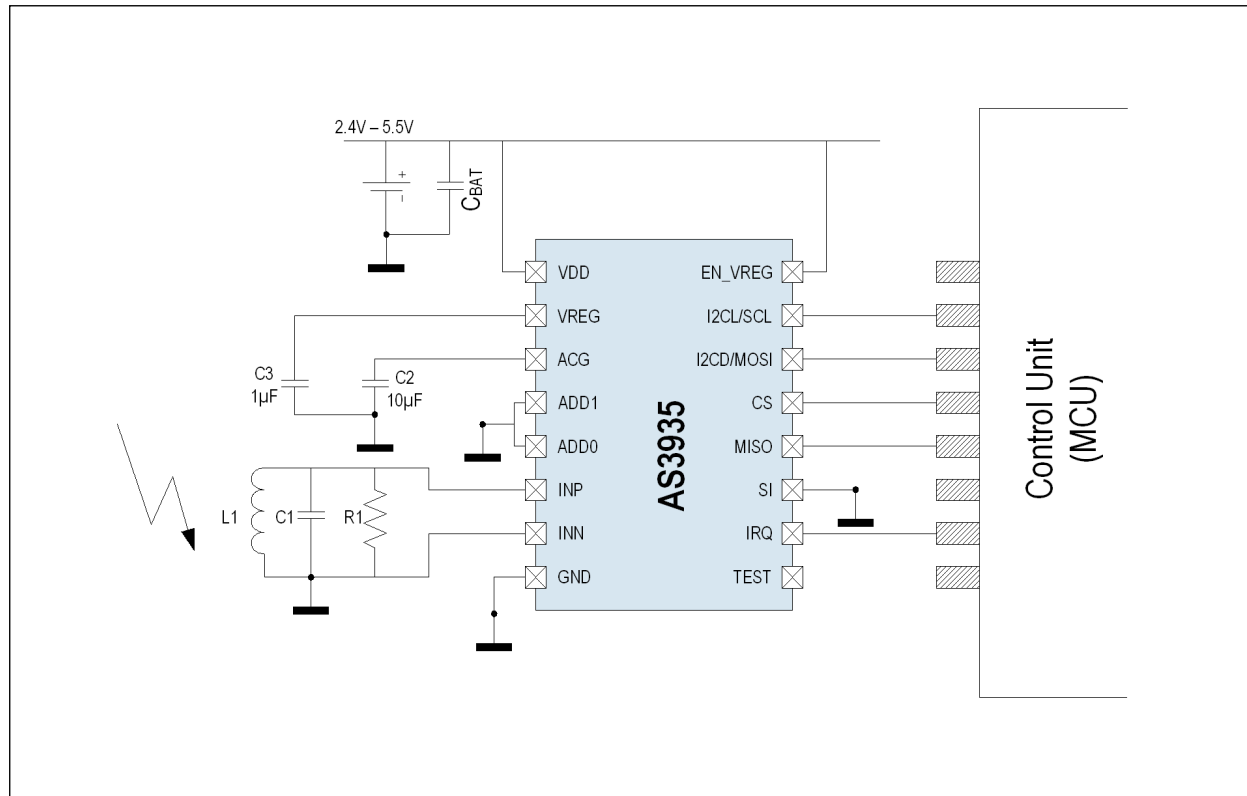 2.4V – 5.5V
+
-
CBAT
VDD
VREG
ACG
ADD1
ADD0
INP
INN
GND
AS3935
EN_VREG
I2CL/SCL
I2CD/MOSI
CS
MISO
SI
IRQ
TEST
C3
1µF
C2
10µF
L1
C1
R1
Control Unit
(MCU)